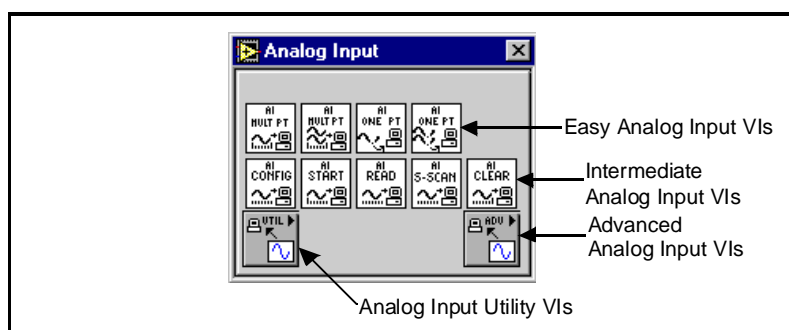 Analog Input
AI MULT PT
AI MULT PT
AI ONE PT
AI ONE PT
Easy Analog Input VIs
AI CONFIG
AI START
AI READ
AI S-SCAN
AI CLEAR
Intermediate
Analog Input VIs
UTIL
ADV
Advanced
Analog Input VIs
Analog Input Utility VIs